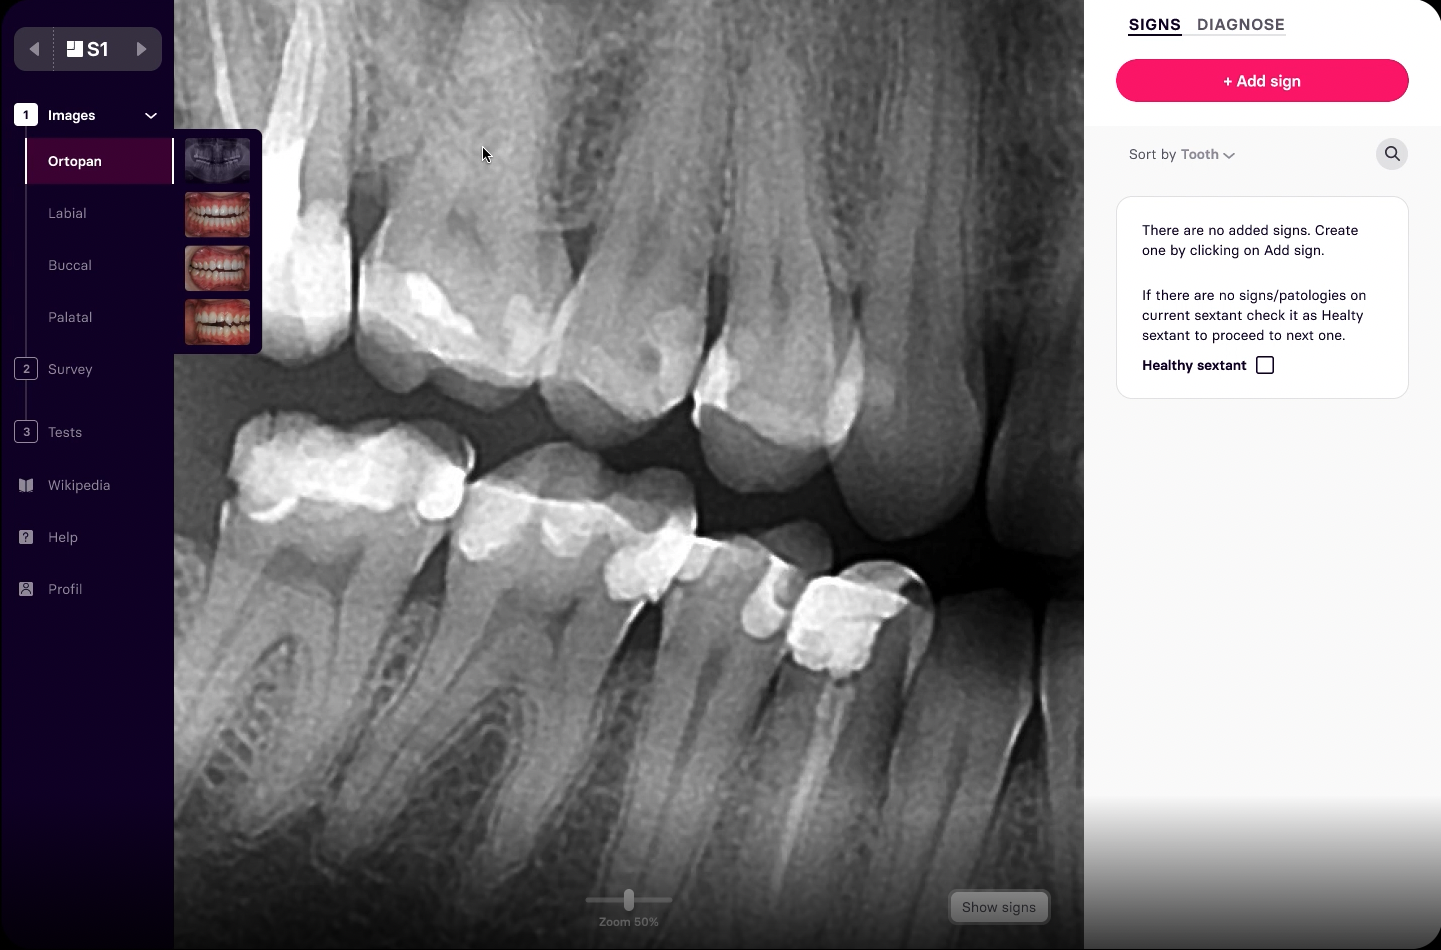 S1
1 Images
Ortopan
Labial
Buccal
Palatal
2 Survey
3 Tests
Wikipedia
? Help
Profil
Zoom 50%
Show signs
SIGNS DIAGNOSE
+ Add sign
Sort by Tooth
There are no added signs. Create
one by clicking on Add sign.
If there are no signs/patologies on
current sextant check it as Healty
sextant to proceed to next one.
Healthy sextant